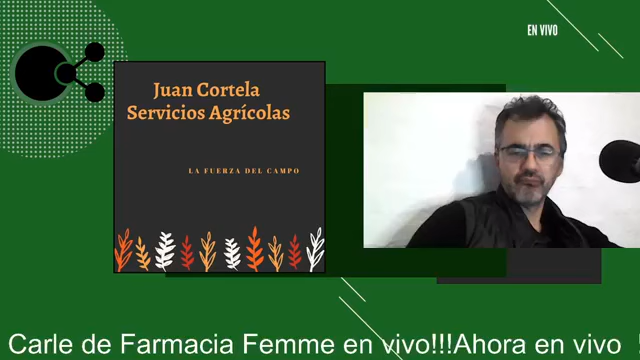 EN VIVO
Juan Cortela
Servicios Agrícolas
LA FUERZA DEL CAMPO
Carle de Farmacia Femme en vivo!!!Ahora en vivo